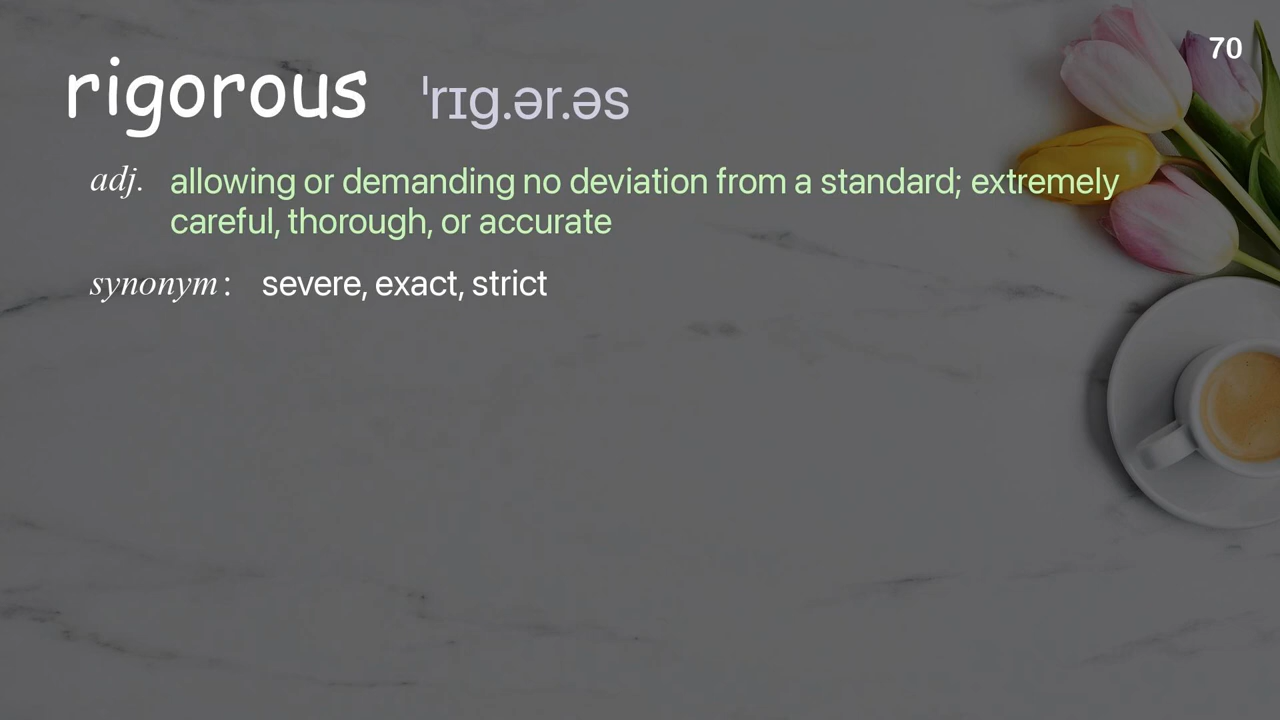 70
rigorous ˈrɪg.ər.əs
adj. allowing or demanding no deviation from a standard; extremely
careful, thorough, or accurate
synonym: severe, exact, strict